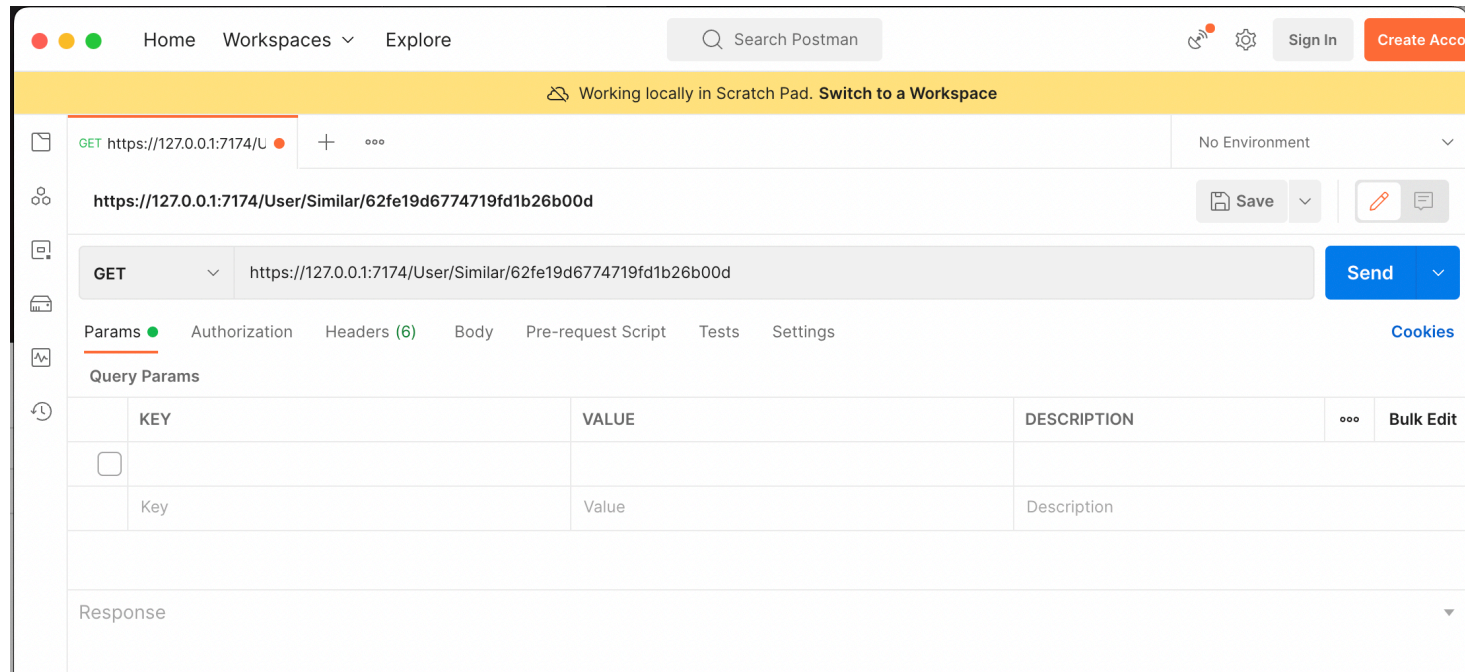 Home Workspaces Explore Search Postman Sign In Create Acco
Working locally in Scratch Pad. Switch to a Workspace
GET https://127.0.0.1:7174/U No Environment
https://127.0.0.1:7174/User/Similar/62fe19d6774719fd1b26b00d Save
GET https://127.0.0.1:7174/User/Similar/62fe19d6774719fd1b26b00d Send
Params Authorization Headers (6) Body Pre-request Script Tests Settings Cookies
Query Params
KEY VALUE DESCRIPTION Bulk Edit
Key Value Description
Response